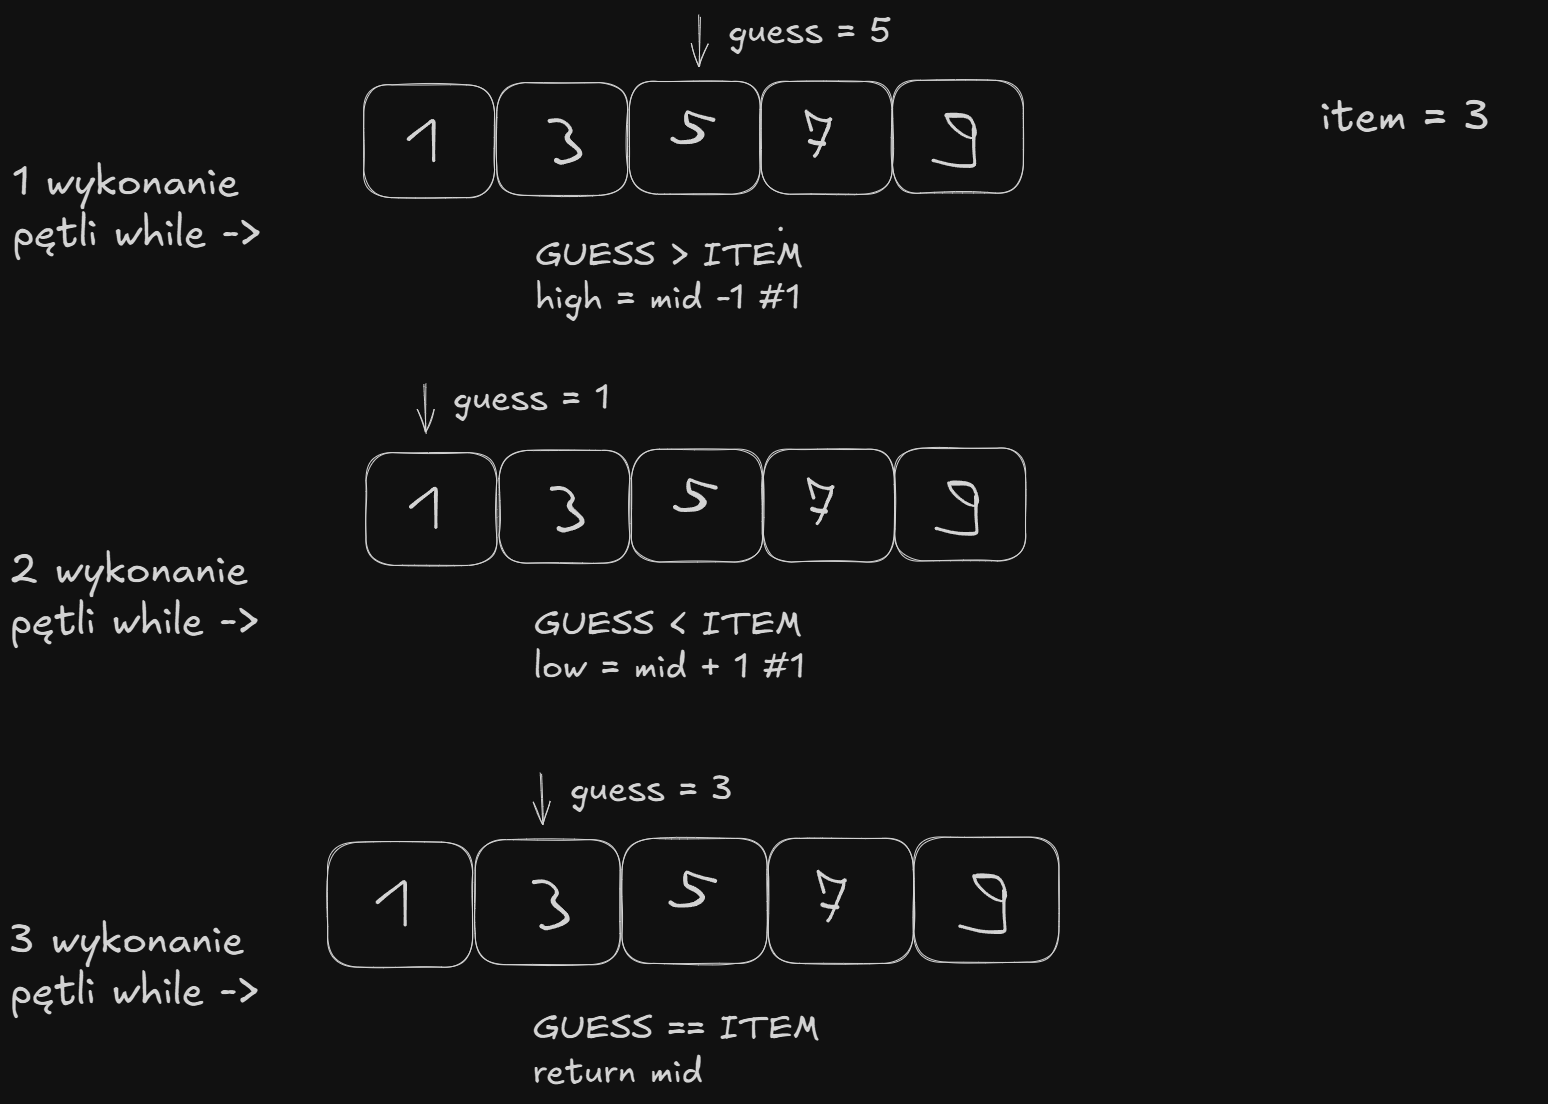 guess = 5
1 3 5 7 9
item = 3
1 wykonanie
pętli while ->
GUESS > ITEM
high = mid -1 #1
guess = 1
1 3 5 7 9
2 wykonanie
pętli while ->
GUESS < ITEM
low = mid + 1 #1
guess = 3
1 3 5 7 9
3 wykonanie
pętli while ->
GUESS == ITEM
return mid